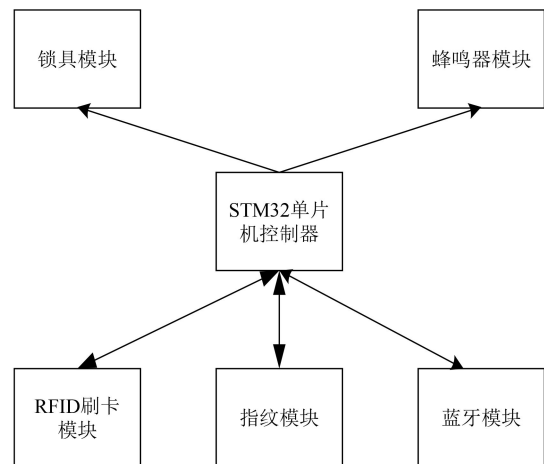 锁具模块
蜂鸣器模块
STM32单片
机控制器
RFID刷卡
模块
指纹模块
蓝牙模块